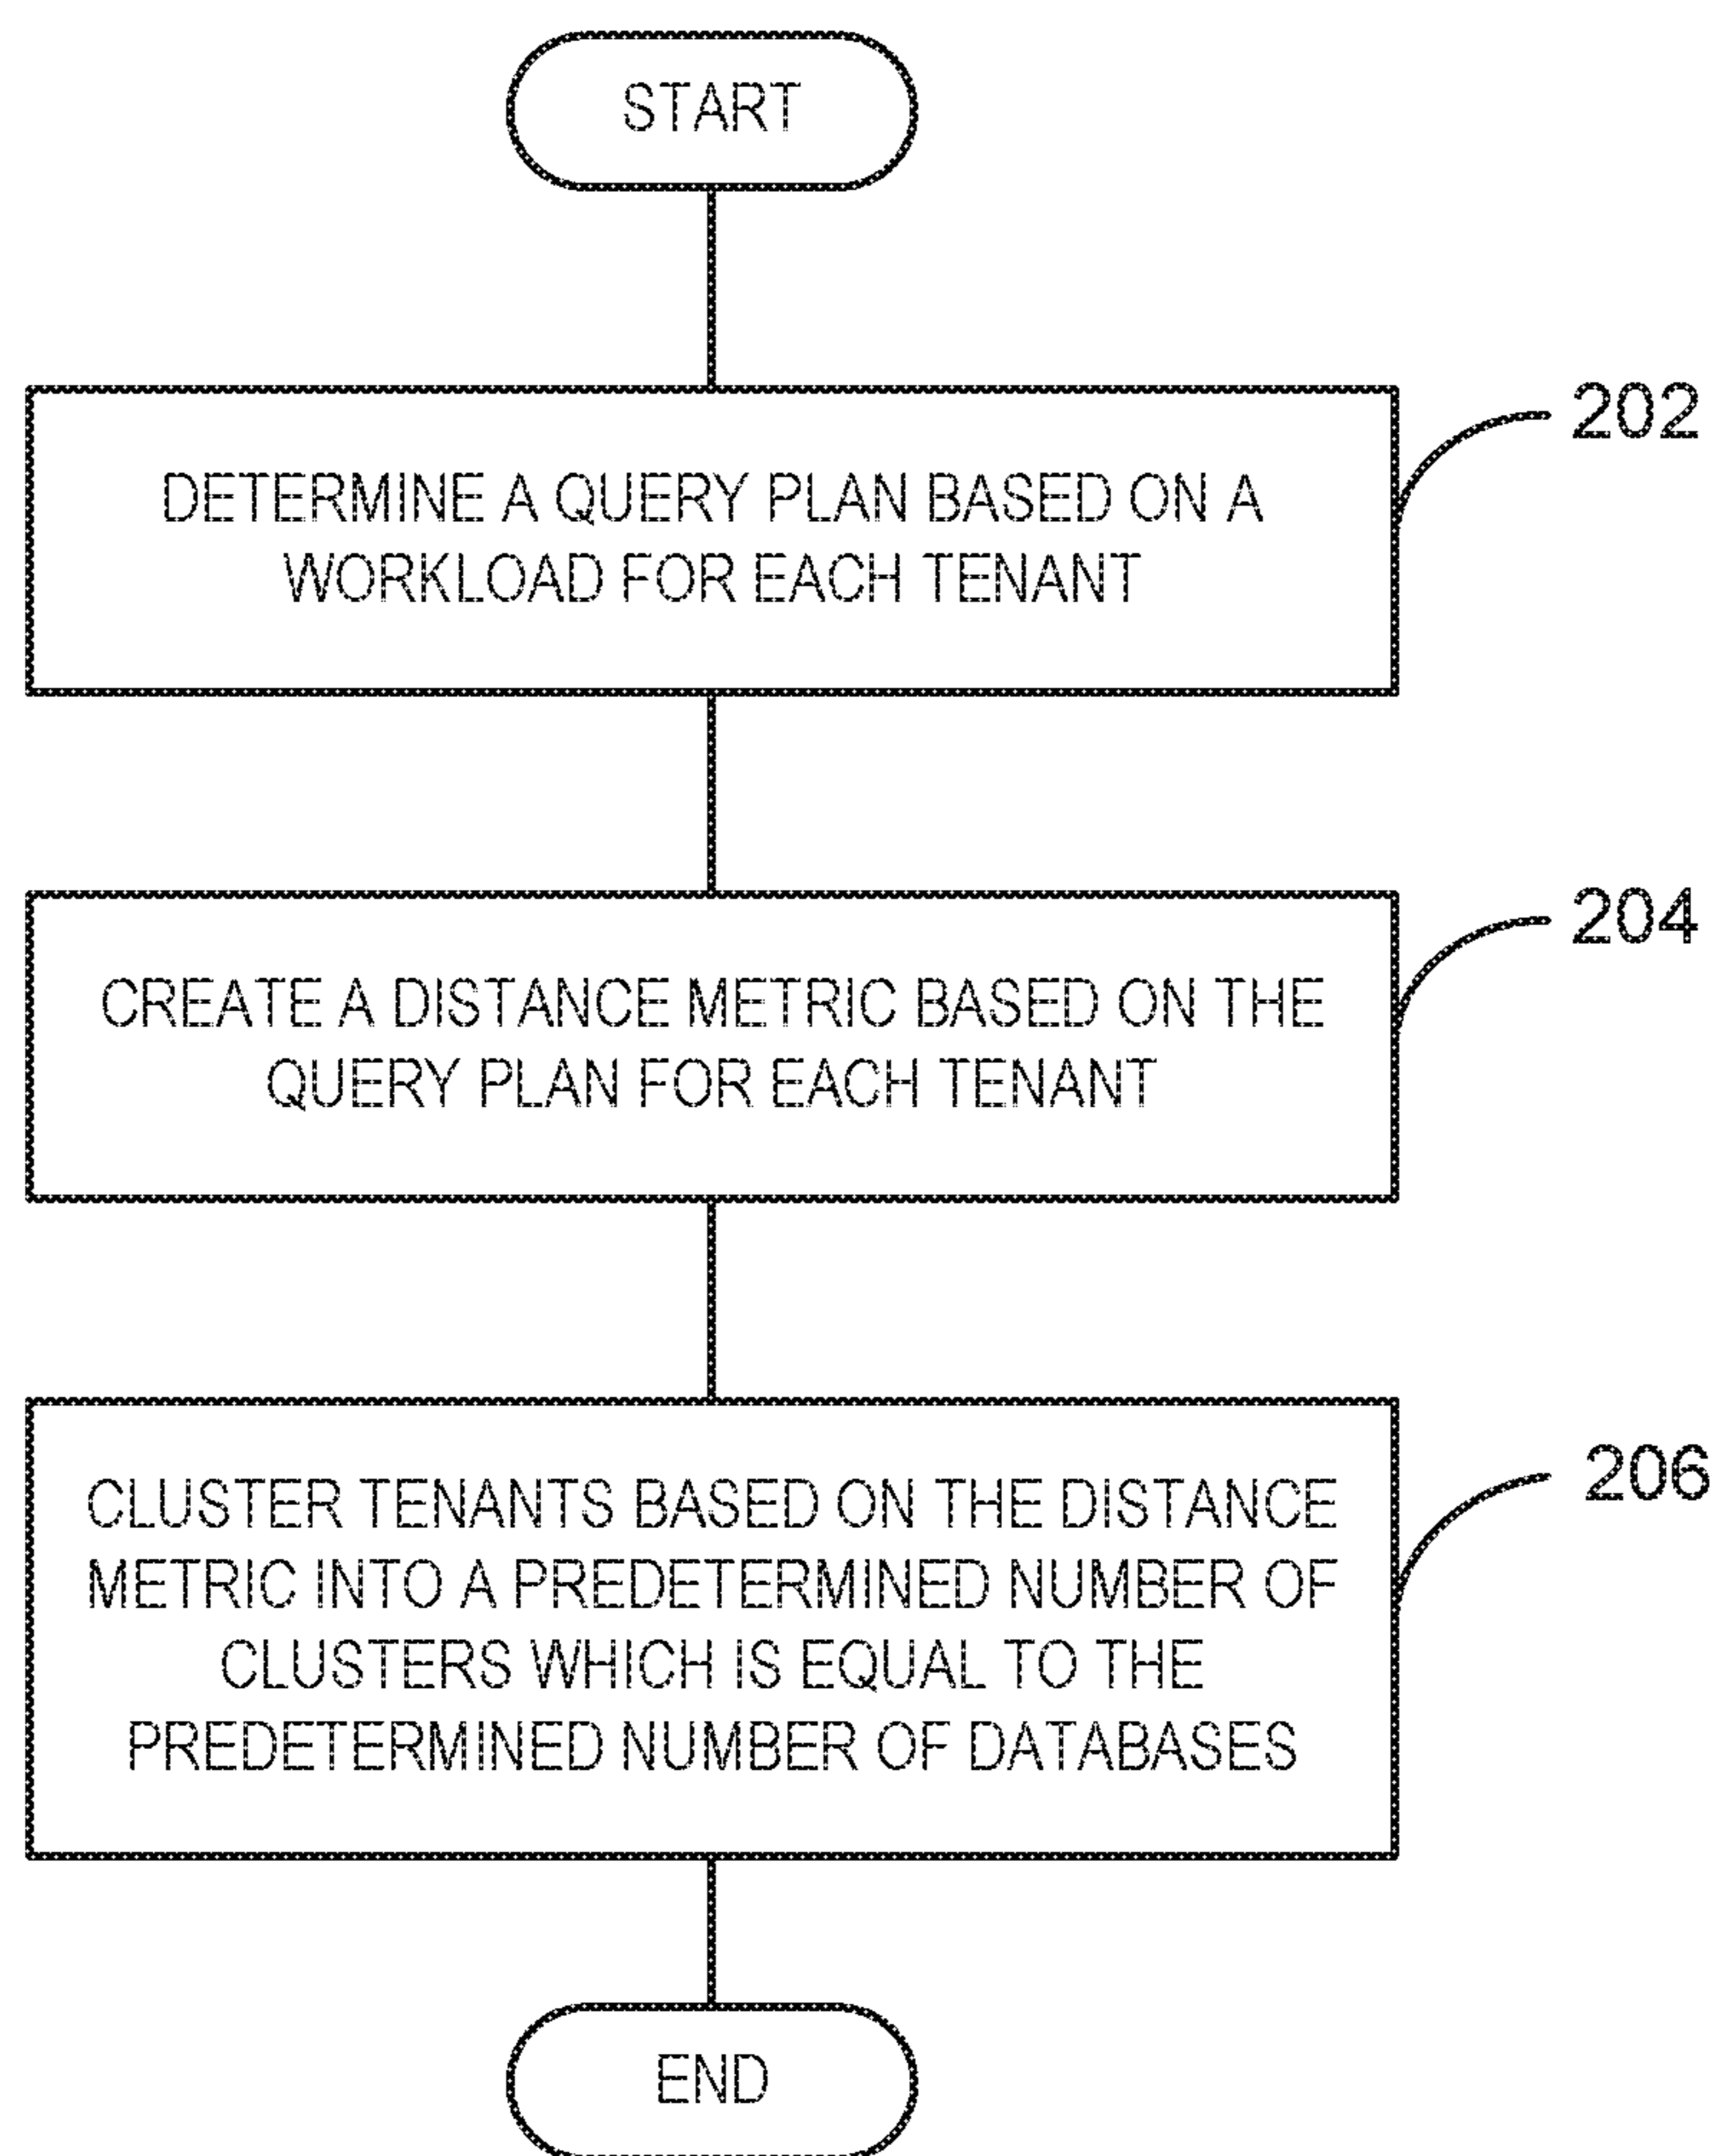 START
202
DETERMINE A QUERY PLAN BASED ON A
WORKLOAD FOR EACH TENANT
204
CREATE A DISTANCE METRIC BASED ON THE
QUERY PLAN FOR EACH TENANT
206
CLUSTER TENANTS BASED ON THE DISTANCE
METRIC INTO A PREDETERMINED NUMBER OF
CLUSTERS WHICH IS EQUAL TO THE
PREDETERMINED NUMBER OF DATABASES
END